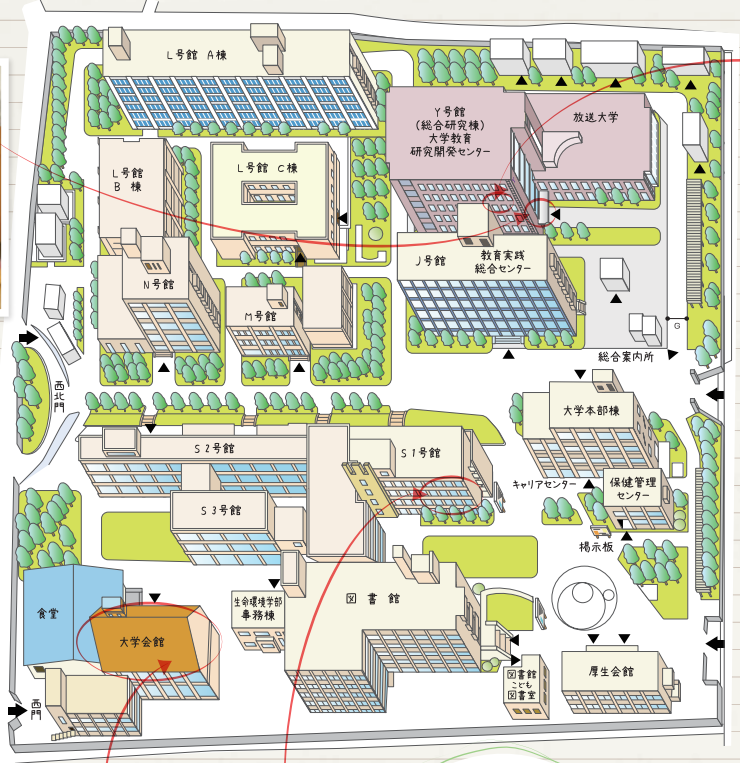 L号館 A棟
Y号館
(総合研究棟)
大学教育
研究開発センター
放送大学
L号館
B 棟
L号館 C棟
J号館
教育実践
総合センター
N号館
M号館
G
総合案内所
西北門
大学本部棟
S2号館
S1号館
キャリアセンター
保健管理
センター
S3号館
掲示板
食堂
大学会館
生命環境学部
事務棟
図 書 館
厚生会館
図書館
こども
図書室
西門